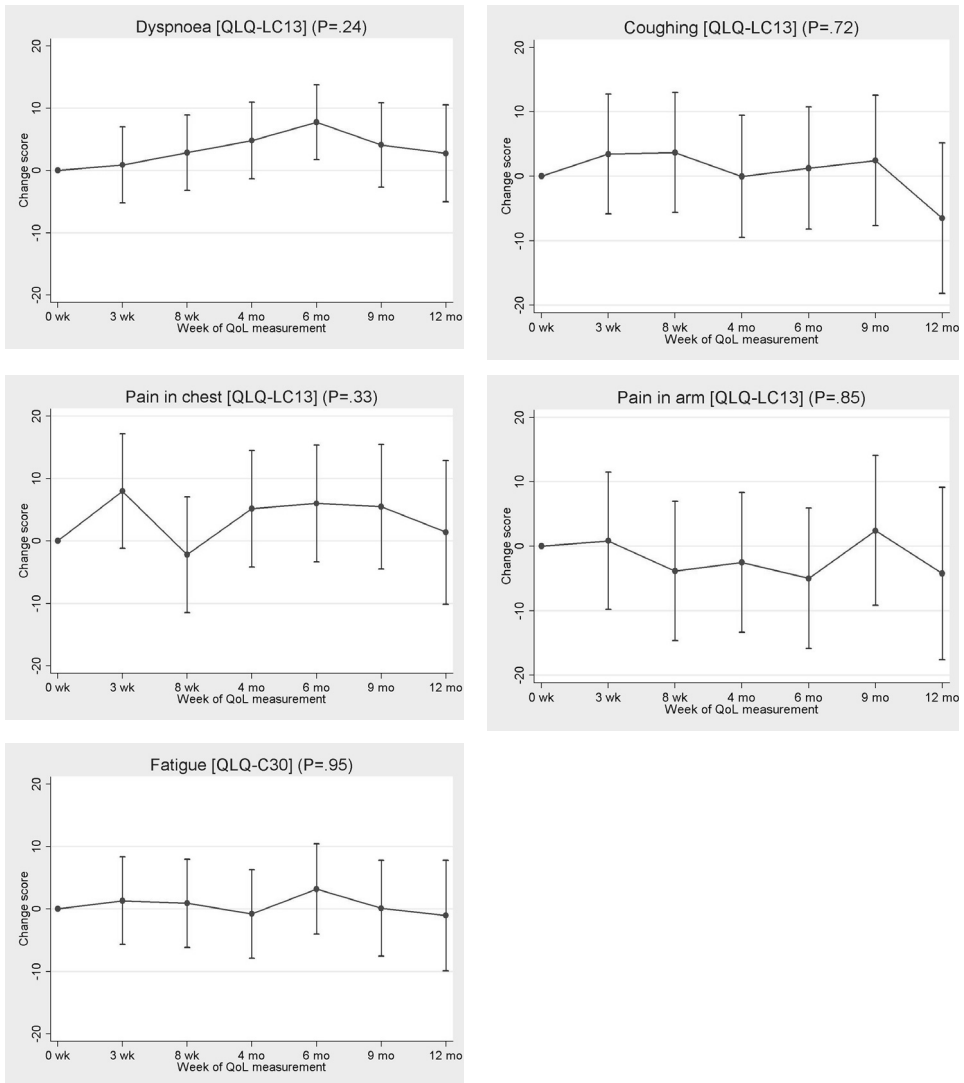 Dyspnoea [QLQ-LC13] (P=.24)
Change score
20
10
0
-10
-20
0 wk 3 wk 8 wk 4 mo 6 mo 9 mo 12 mo
Week of QoL measurement
Coughing [QLQ-LC13] (P=.72)
Change score
20
10
0
-10
-20
0 wk 3 wk 8 wk 4 mo 6 mo 9 mo 12 mo
Week of QoL measurement
Pain in chest [QLQ-LC13] (P=.33)
Change score
20
10
0
-10
-20
0 wk 3 wk 8 wk 4 mo 6 mo 9 mo 12 mo
Week of QoL measurement
Pain in arm [QLQ-LC13] (P=.85)
Change score
20
10
0
-10
-20
0 wk 3 wk 8 wk 4 mo 6 mo 9 mo 12 mo
Week of QoL measurement
Fatigue [QLQ-C30] (P=.95)
Change score
20
10
0
-10
-20
0 wk 3 wk 8 wk 4 mo 6 mo 9 mo 12 mo
Week of QoL measurement